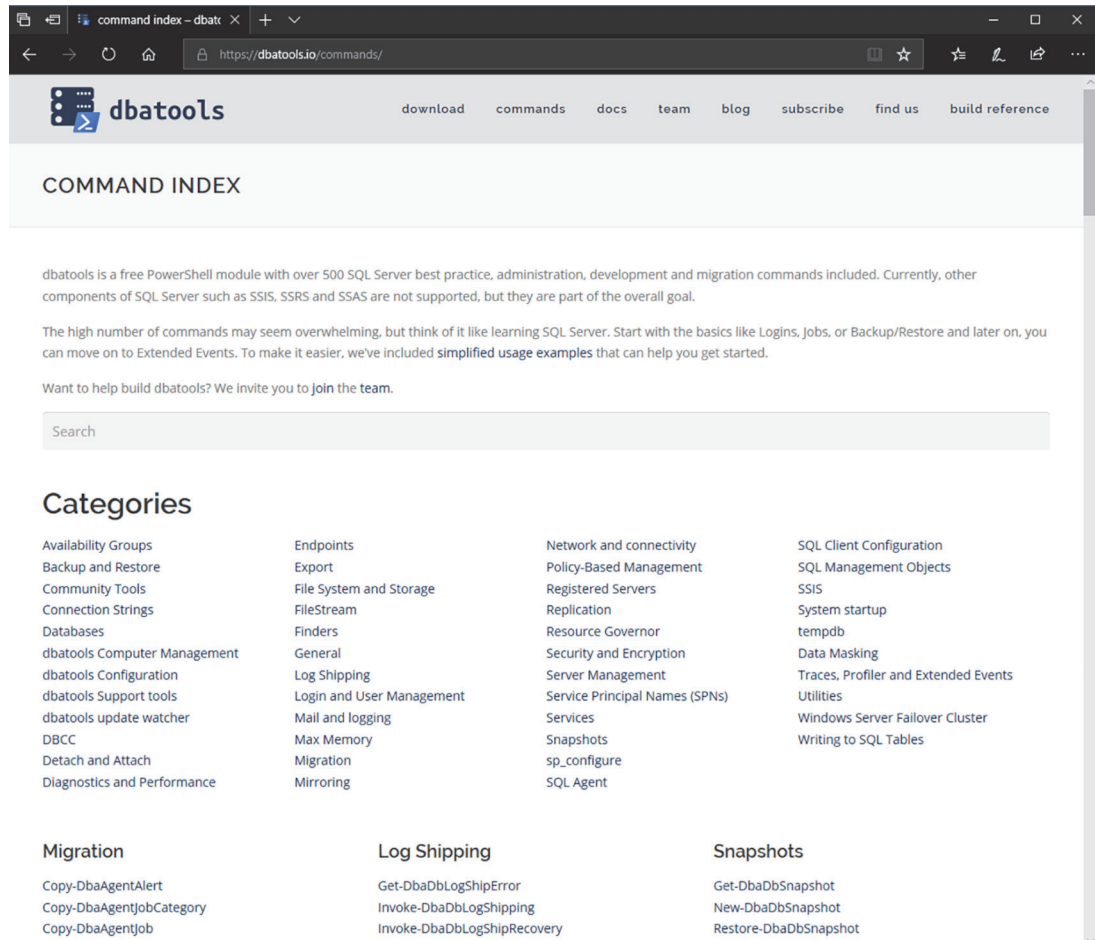 command index – dbatc
https://dbatools.io/commands/
dbatools
download commands docs team blog subscribe find us build reference
COMMAND INDEX
dbatools is a free PowerShell module with over 500 SQL Server best practice, administration, development and migration commands included. Currently, other
components of SQL Server such as SSIS, SSRS and SSAS are not supported, but they are part of the overall goal.
The high number of commands may seem overwhelming, but think of it like learning SQL Server. Start with the basics like Logins, Jobs, or Backup/Restore and later on, you
can move on to Extended Events. To make it easier, we've included simplified usage examples that can help you get started.
Want to help build dbatools? We invite you to join the team.
Search
Categories
Availability Groups
Backup and Restore
Community Tools
Connection Strings
Databases
dbatools Computer Management
dbatools Configuration
dbatools Support tools
dbatools update watcher
DBCC
Detach and Attach
Diagnostics and Performance
Endpoints
Export
File System and Storage
FileStream
Finders
General
Log Shipping
Login and User Management
Mail and logging
Max Memory
Migration
Mirroring
Network and connectivity
Policy-Based Management
Registered Servers
Replication
Resource Governor
Security and Encryption
Server Management
Service Principal Names (SPNs)
Services
Snapshots
sp_configure
SQL Agent
SQL Client Configuration
SQL Management Objects
SSIS
System startup
tempdb
Data Masking
Traces, Profiler and Extended Events
Utilities
Windows Server Failover Cluster
Writing to SQL Tables
Migration
Copy-DbaAgentAlert
Copy-DbaAgentJobCategory
Copy-DbaAgentJob
Log Shipping
Get-DbaDbLogShipError
Invoke-DbaDbLogShipping
Invoke-DbaDbLogShipRecovery
Snapshots
Get-DbaDbSnapshot
New-DbaDbSnapshot
Restore-DbaDbSnapshot